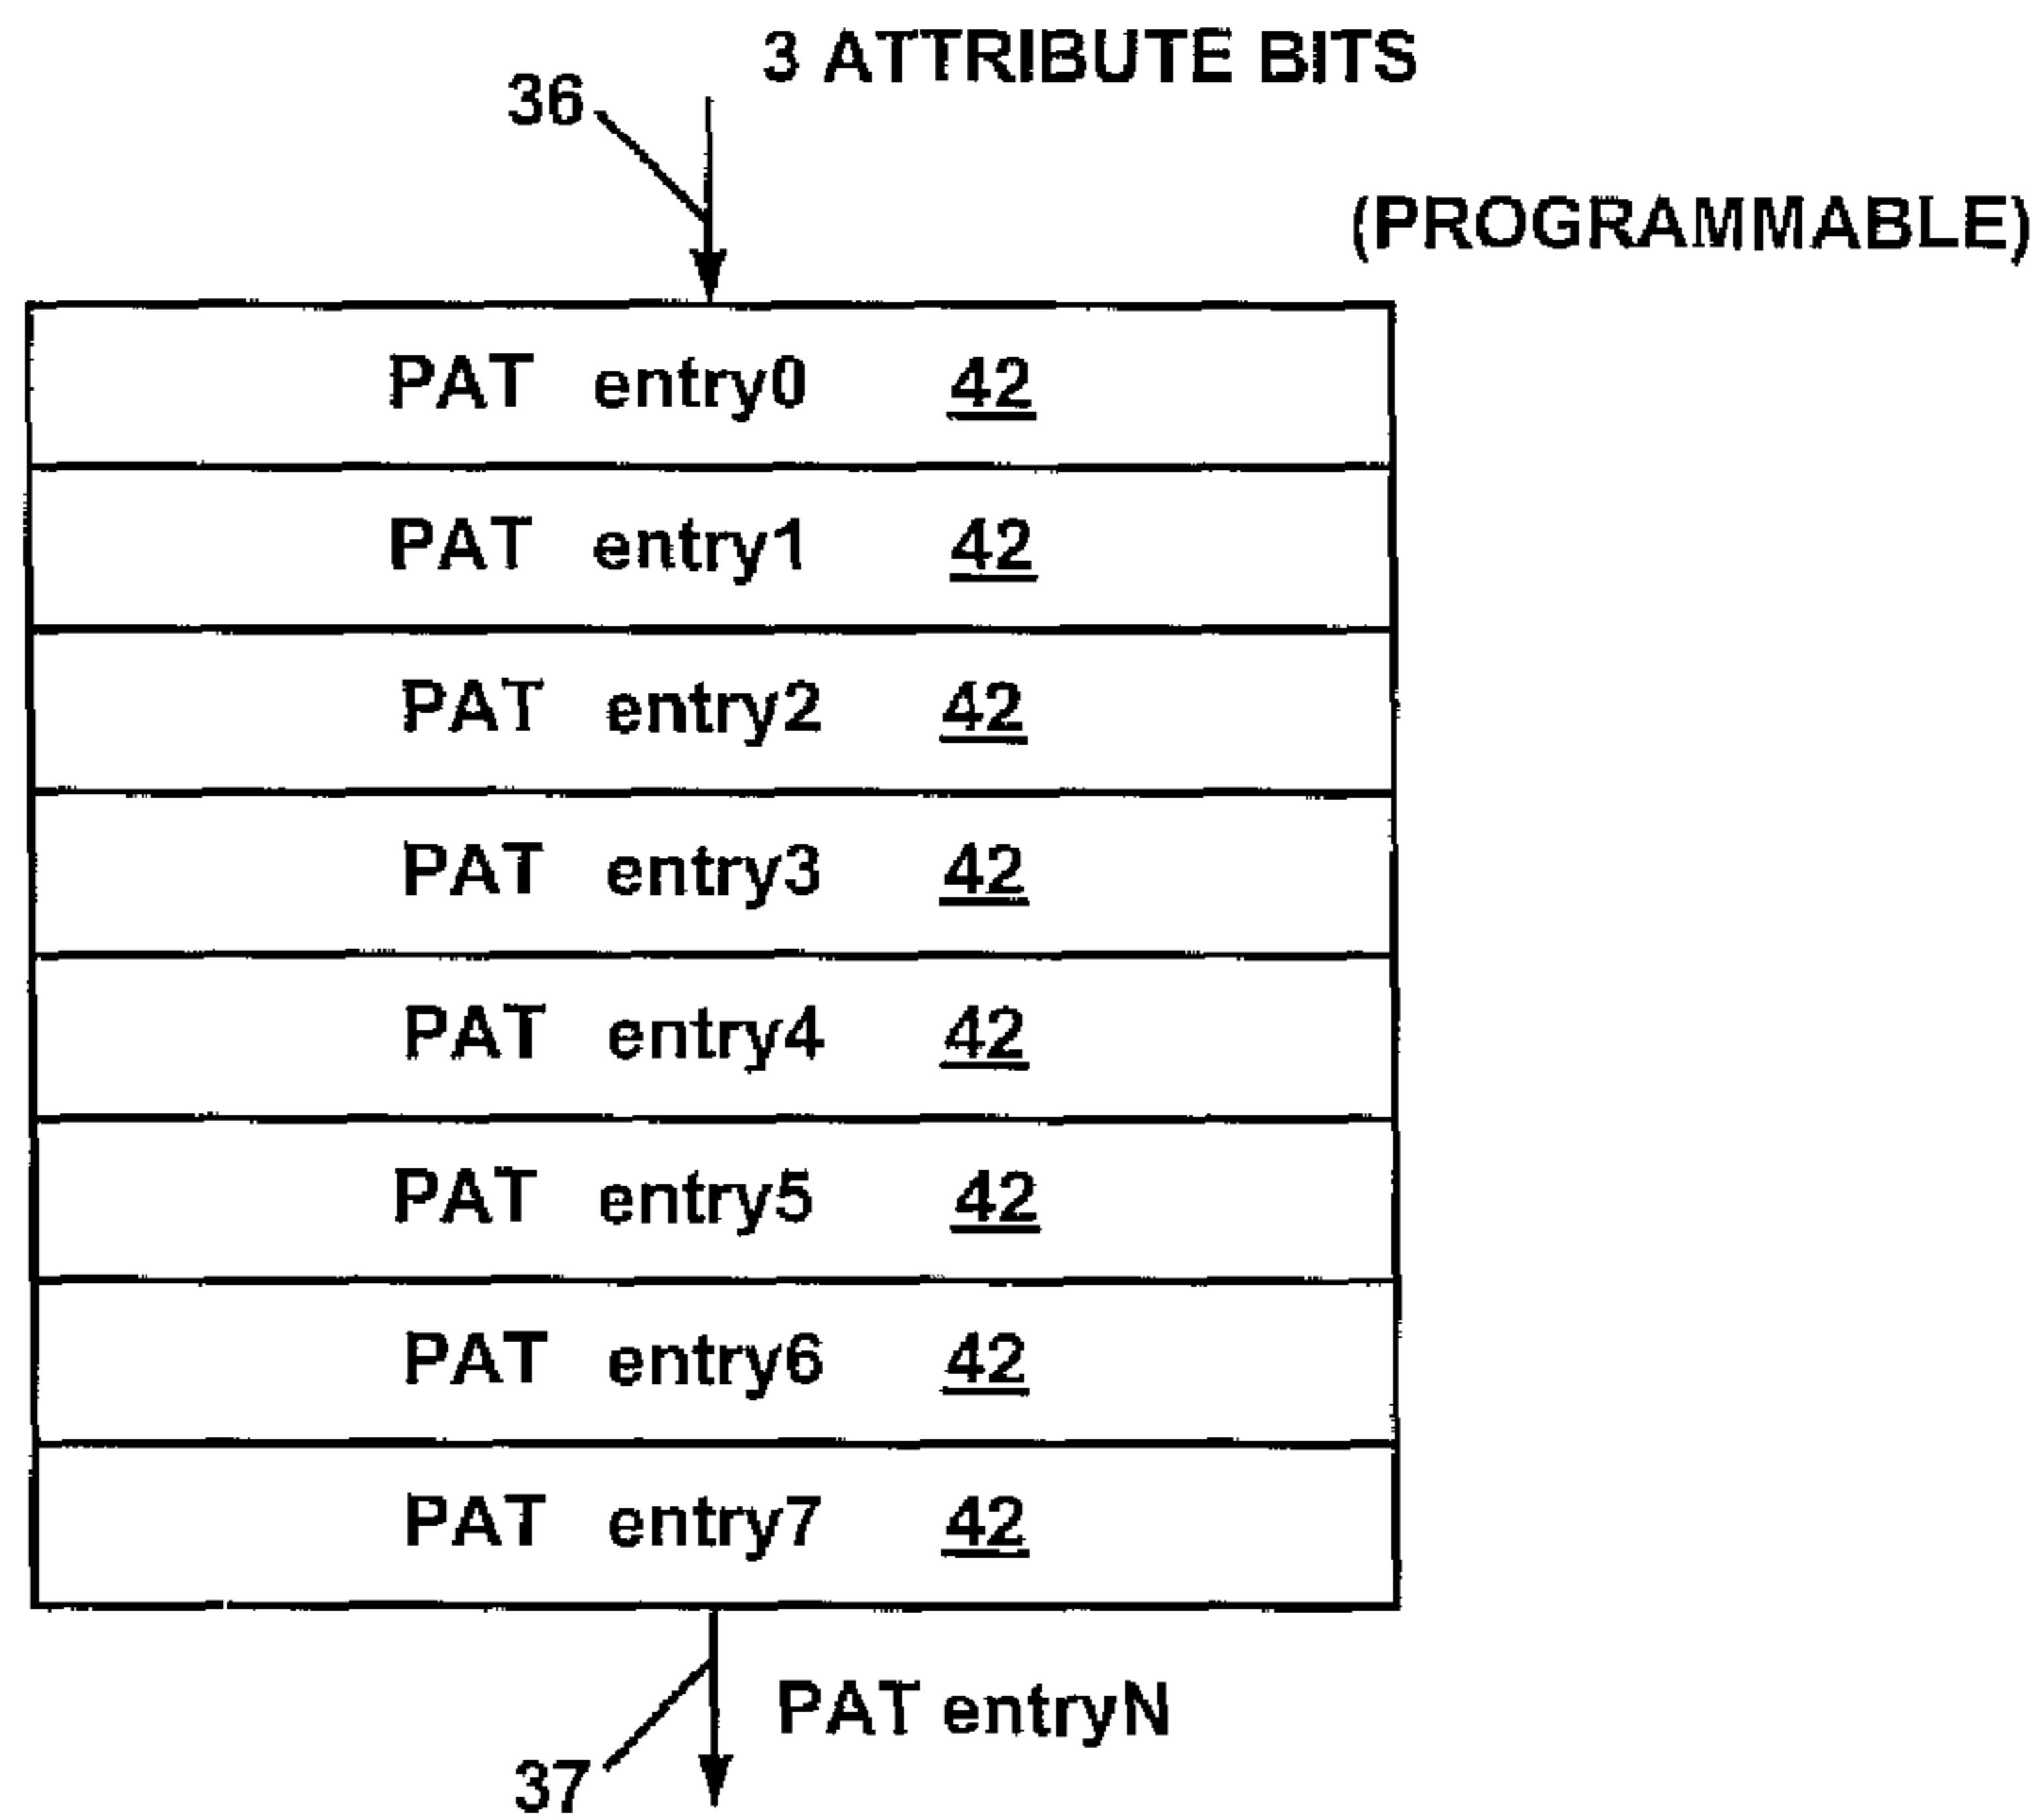 3 ATTRIBUTE BITS
36
(PROGRAMMABLE)
PAT entry0 42
PAT entry1 42
PAT entry2 42
PAT entry3 42
PAT entry4 42
PAT entry5 42
PAT entry6 42
PAT entry7 42
PAT entryN
37